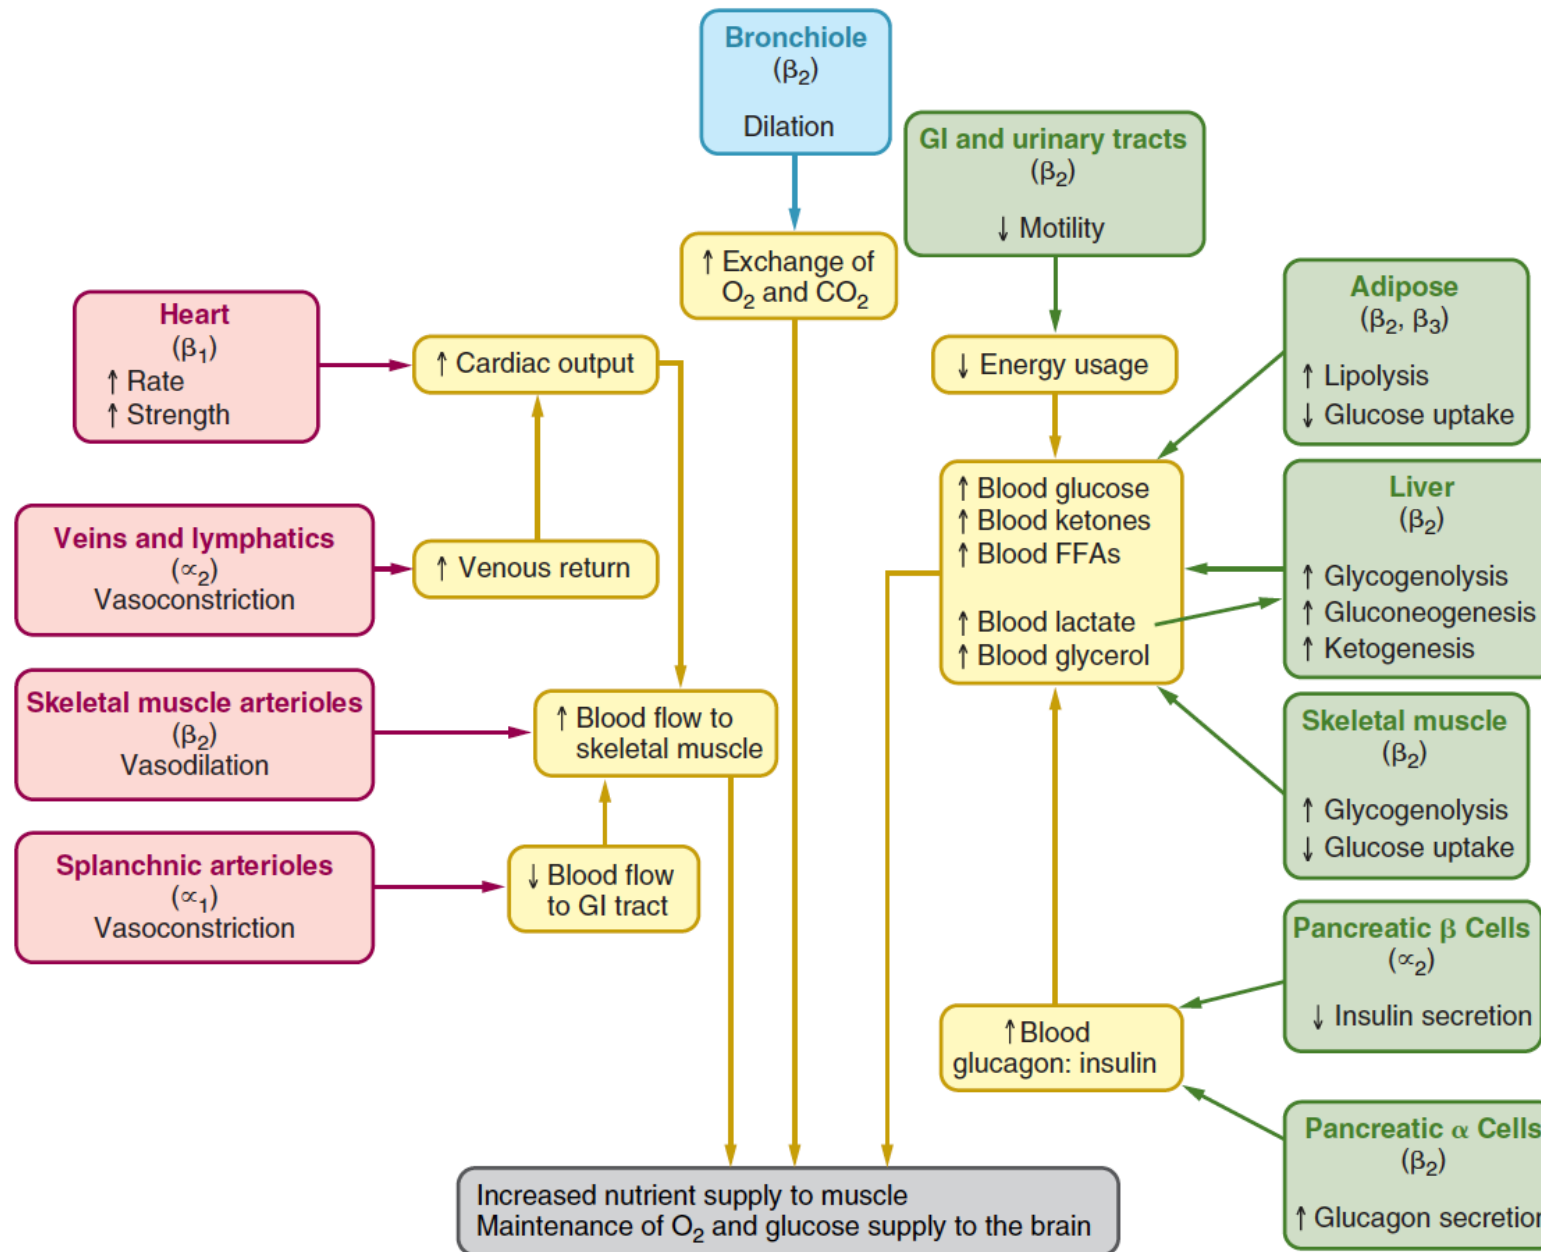 Bronchiole
(β₂)
Dilation
GI and urinary tracts
(β₂)
↓ Motility
↑ Exchange of
O₂ and CO₂
Heart
(β₁)
↑ Rate
↑ Strength
↑ Cardiac output
↓ Energy usage
Adipose
(β₂, β₃)
↑ Lipolysis
↓ Glucose uptake
Veins and lymphatics
(∝₂)
Vasoconstriction
↑ Venous return
↑ Blood glucose
↑ Blood ketones
↑ Blood FFAs
↑ Blood lactate
↑ Blood glycerol
Liver
(β₂)
↑ Glycogenolysis
↑ Gluconeogenesis
↑ Ketogenesis
Skeletal muscle arterioles
(β₂)
Vasodilation
↑ Blood flow to
skeletal muscle
Skeletal muscle
(β₂)
↑ Glycogenolysis
↓ Glucose uptake
Splanchnic arterioles
(∝₁)
Vasoconstriction
↓ Blood flow
to GI tract
Pancreatic β Cells
(∝₂)
↓ Insulin secretion
↑Blood
glucagon: insulin
Pancreatic α Cells
(β₂)
↑ Glucagon secretion
Increased nutrient supply to muscle
Maintenance of O₂ and glucose supply to the brain